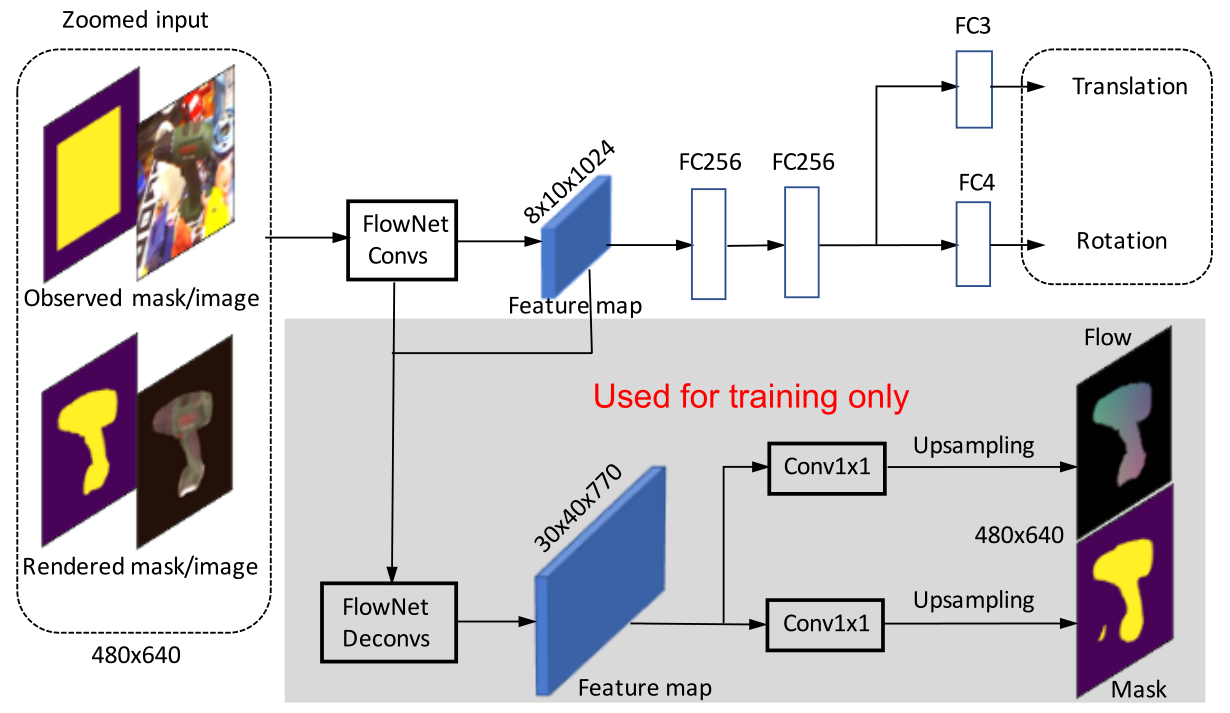 Zoomed input
Observed mask/image
Rendered mask/image
480x640
FlowNet
Convs
8x10x1024
Feature map
FC256
FC256
FC3
FC4
Translation
Rotation
Used for training only
FlowNet
Deconvs
30x40x770
Feature map
Conv1x1
Upsampling
Conv1x1
Upsampling
Flow
480x640
Mask